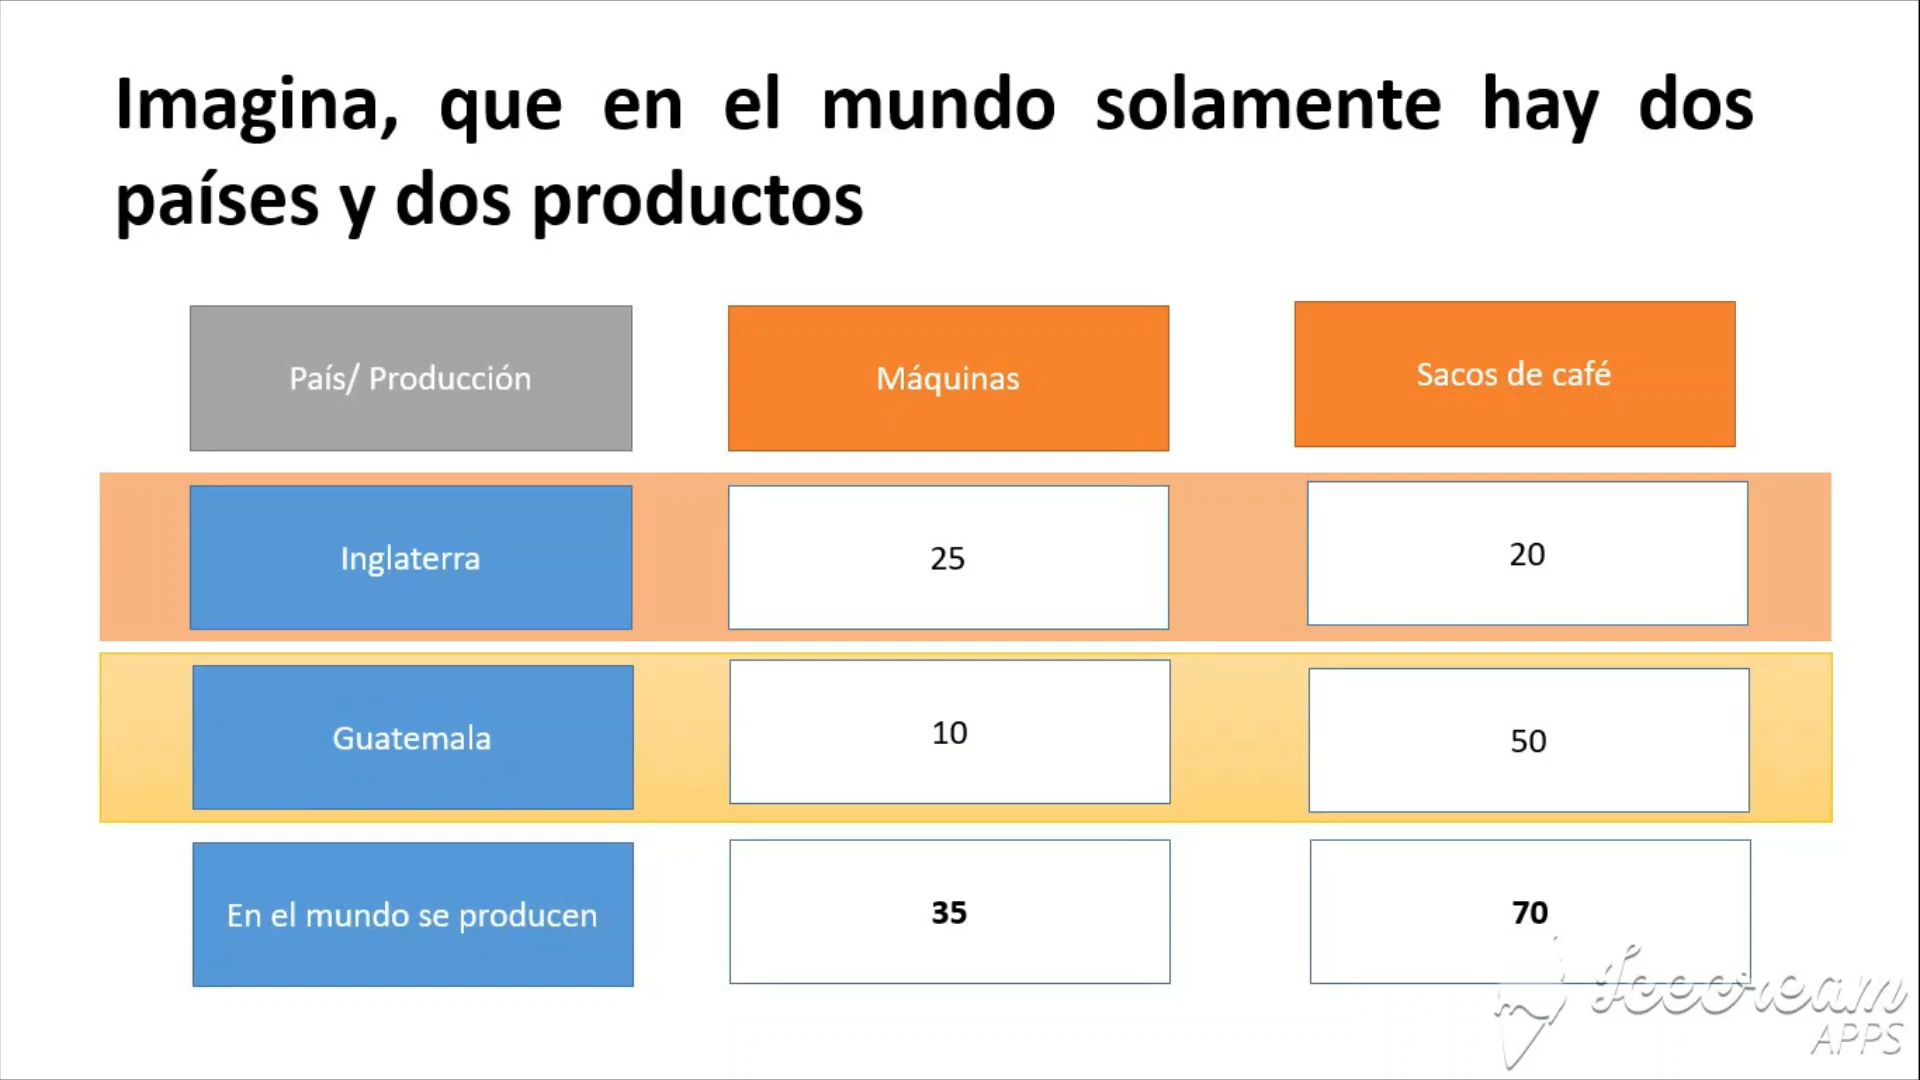 Imagina, que en el mundo solamente hay dos
países y dos productos
País/ Producción
Máquinas
Sacos de café
Inglaterra
25
20
Guatemala
10
50
En el mundo se producen
35
70
Icecream
APPS